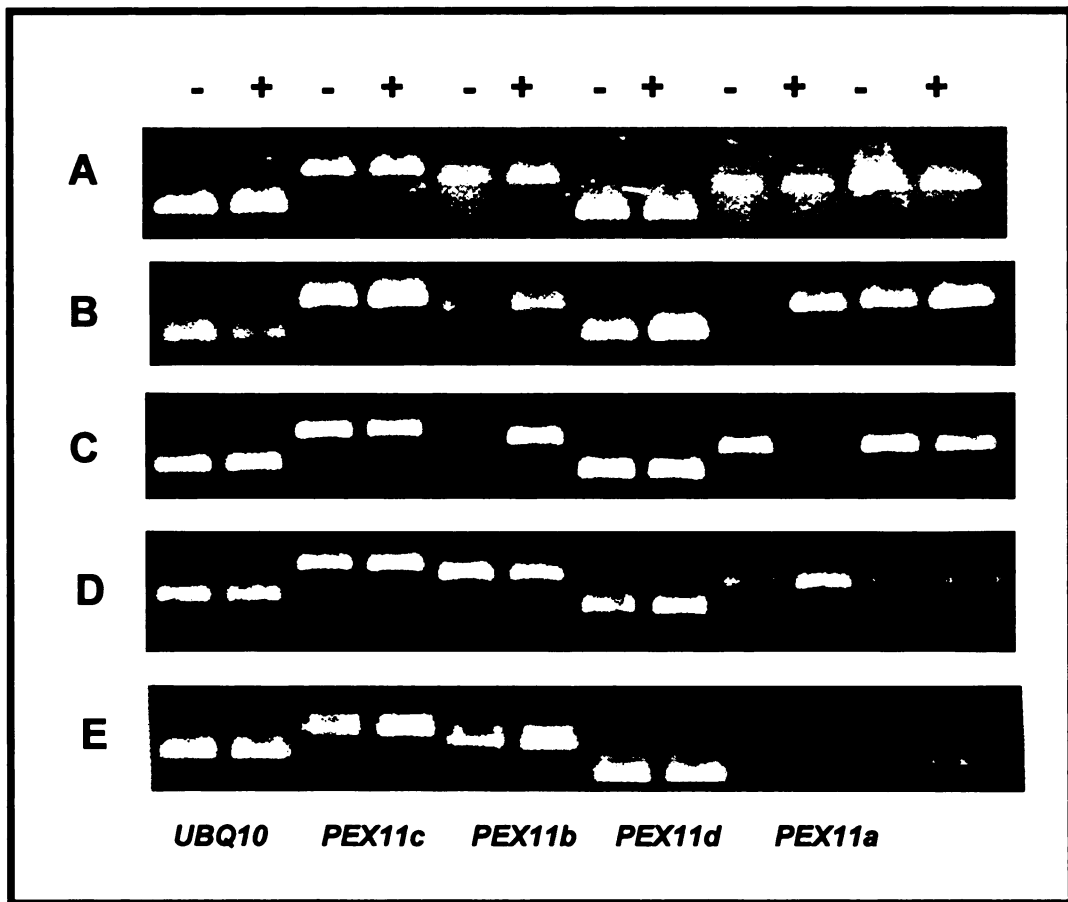 - + - + - + - + - + - +
A
B
C
D
E
UBQ10 PEX11c PEX11b PEX11d PEX11a